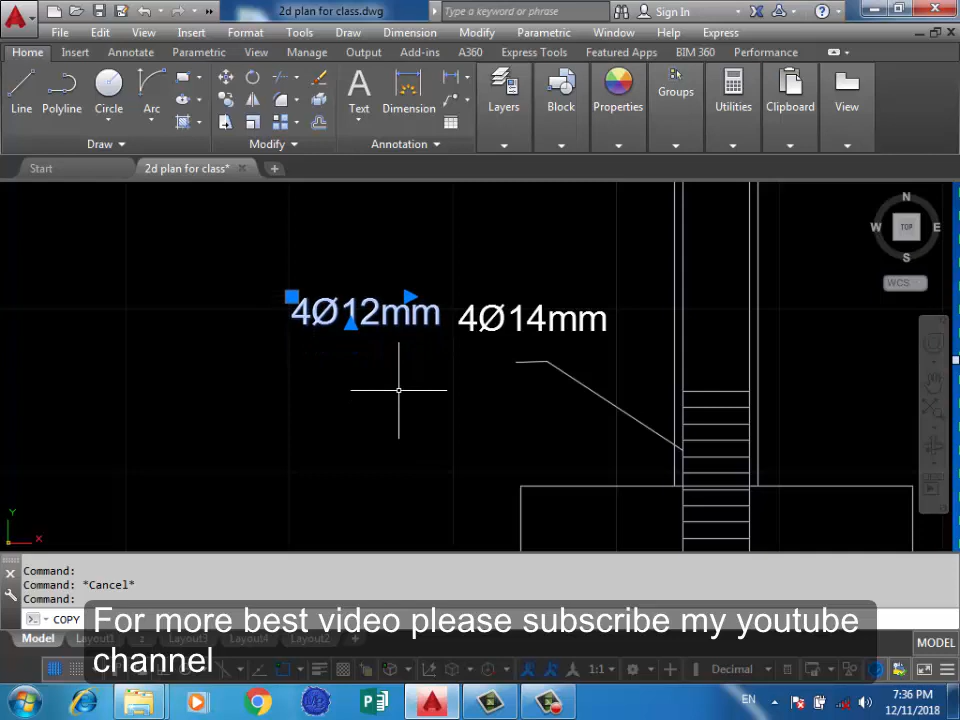 2d plan for class.dwg
Type a keyword or phrase
Sign In
File Edit View Insert Format Tools Draw Dimension Modify Parametric Window Help Express
Home Insert Annotate Parametric View Manage Output Add-ins A360 Express Tools Featured Apps BIM 360 Performance
Line Polyline Circle Arc Text Dimension Layers Block Properties Groups Utilities Clipboard View
Draw Modify Annotation
Start 2d plan for class*
N
W TOP E
S
WCS
4Ø12mm 4Ø14mm
Y
X
Command:
Command: *Cancel*
Command:
COPY
For more best video please subscribe my youtube
channel
Model Layout1 z Layout3 Layout4 Layout2
MODEL
1:1 Decimal
EN
7:36 PM
12/11/2018